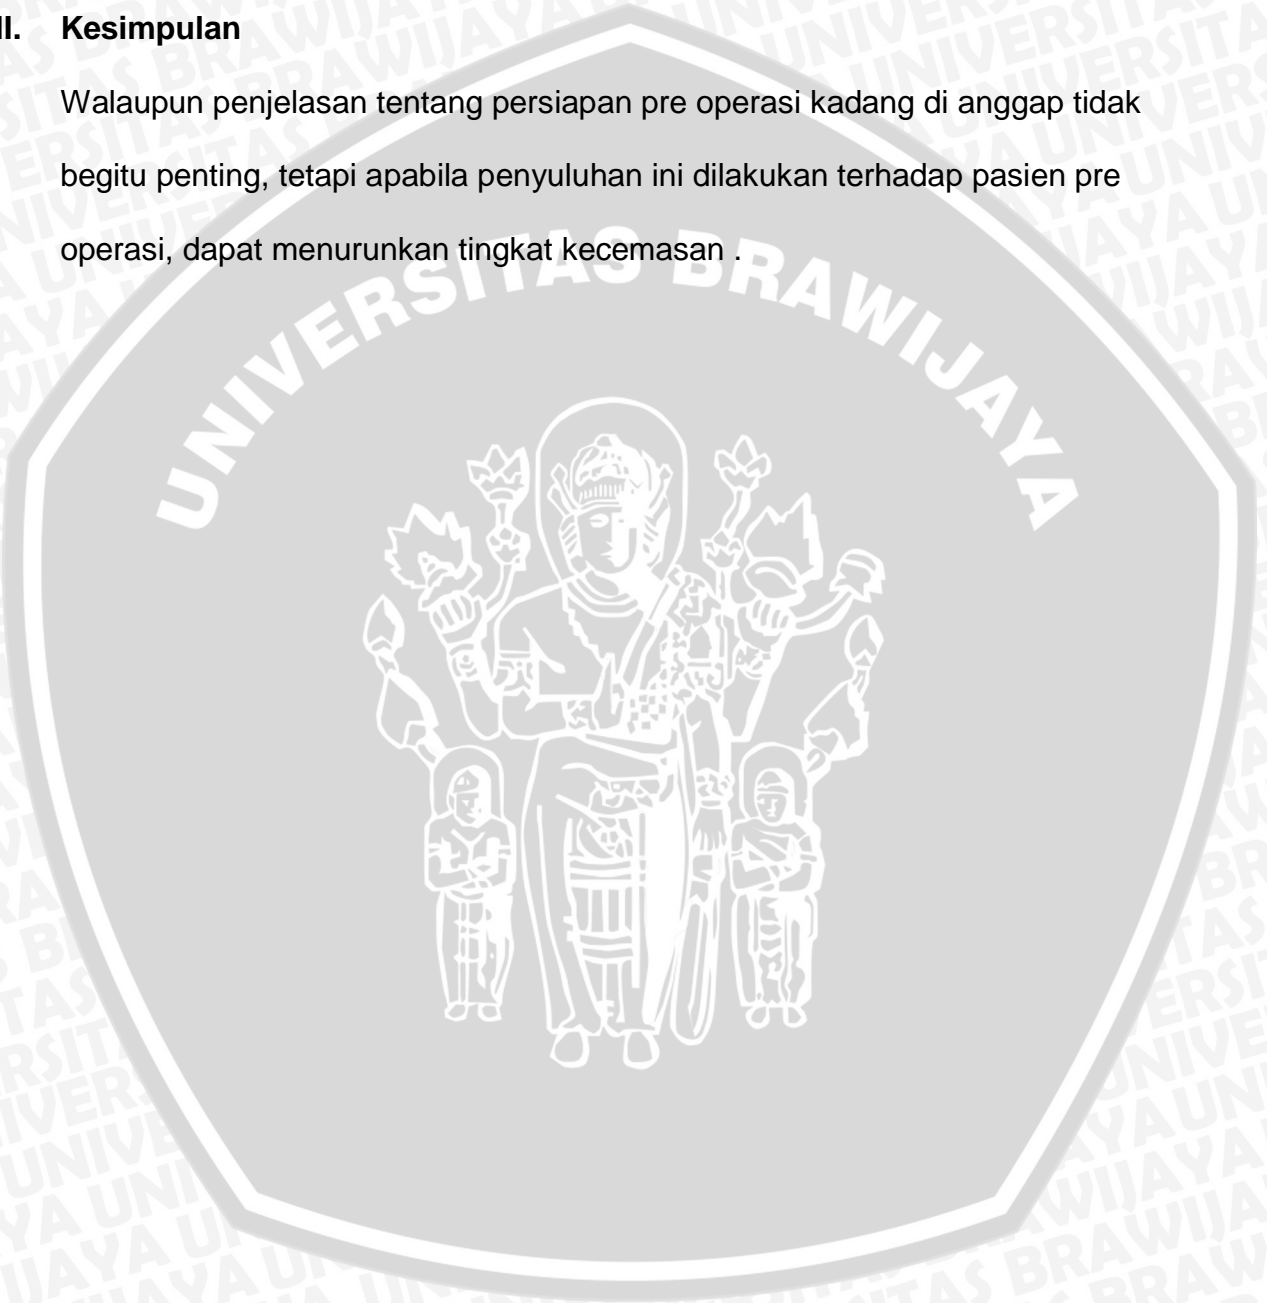 II. Kesimpulan
Walaupun penjelasan tentang persiapan pre operasi kadang di anggap tidak
begitu penting, tetapi apabila penyuluhan ini dilakukan terhadap pasien pre
operasi, dapat menurunkan tingkat kecemasan .
UNIVERSITAS BRAWIJAYA